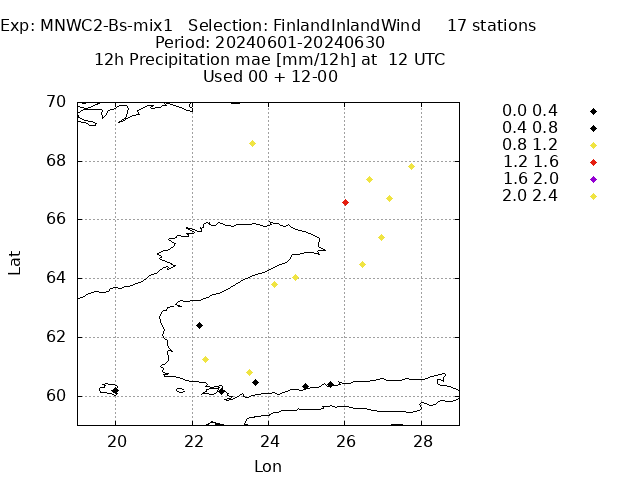 Exp: MNWC2-Bs-mix1   Selection: FinlandInlandWind     17 stations
Period: 20240601-20240630
12h Precipitation mae [mm/12h] at  12 UTC
Used 00 + 12-00
70
68
66
64
62
60
Lat
20 22 24 26 28
Lon
0.0 0.4
0.4 0.8
0.8 1.2
1.2 1.6
1.6 2.0
2.0 2.4